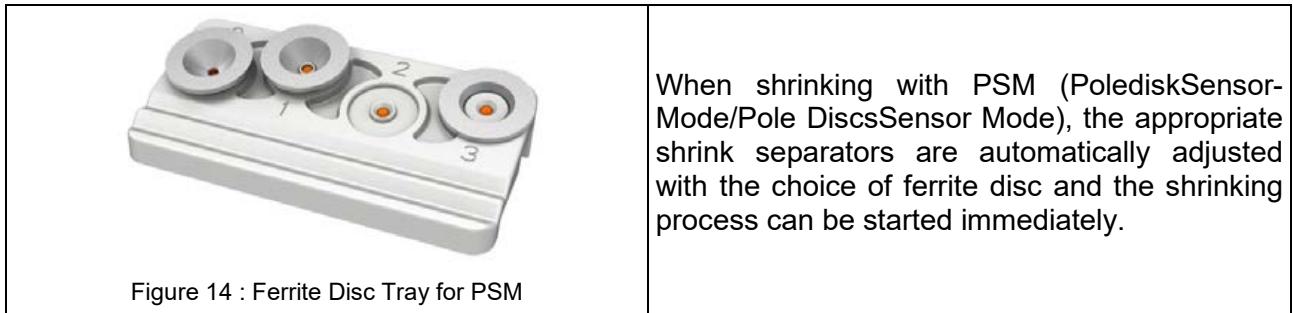 0
1
2
3
Figure 14 : Ferrite Disc Tray for PSM
When shrinking with PSM (PolediskSensor-
Mode/Pole DiscsSensor Mode), the appropriate
shrink separators are automatically adjusted
with the choice of ferrite disc and the shrinking
process can be started immediately.